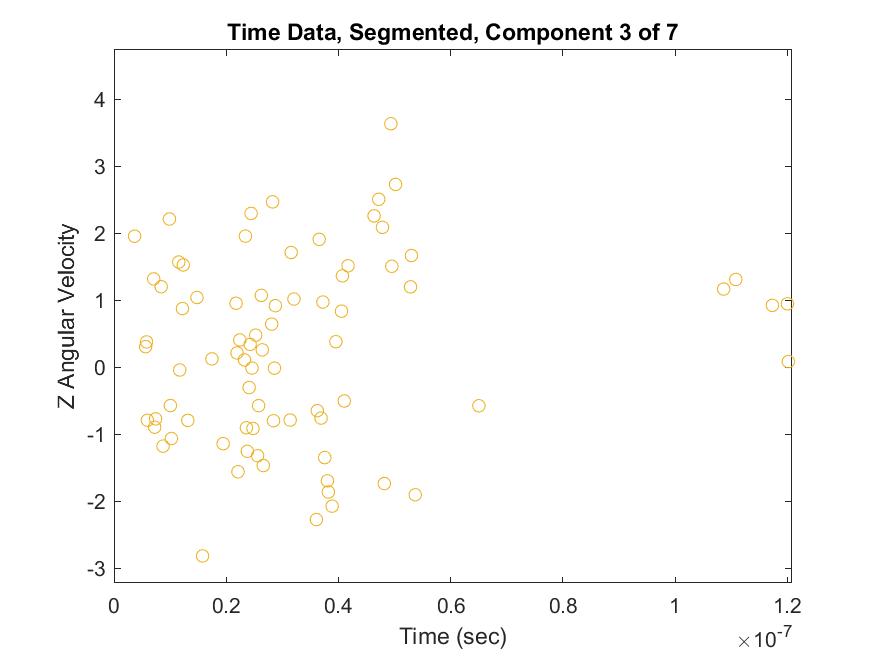 Time Data, Segmented, Component 3 of 7
Z Angular Velocity
4
3
2
1
0
-1
-2
-3
0 0.2 0.4 0.6 0.8 1 1.2
Time (sec)
×10-7